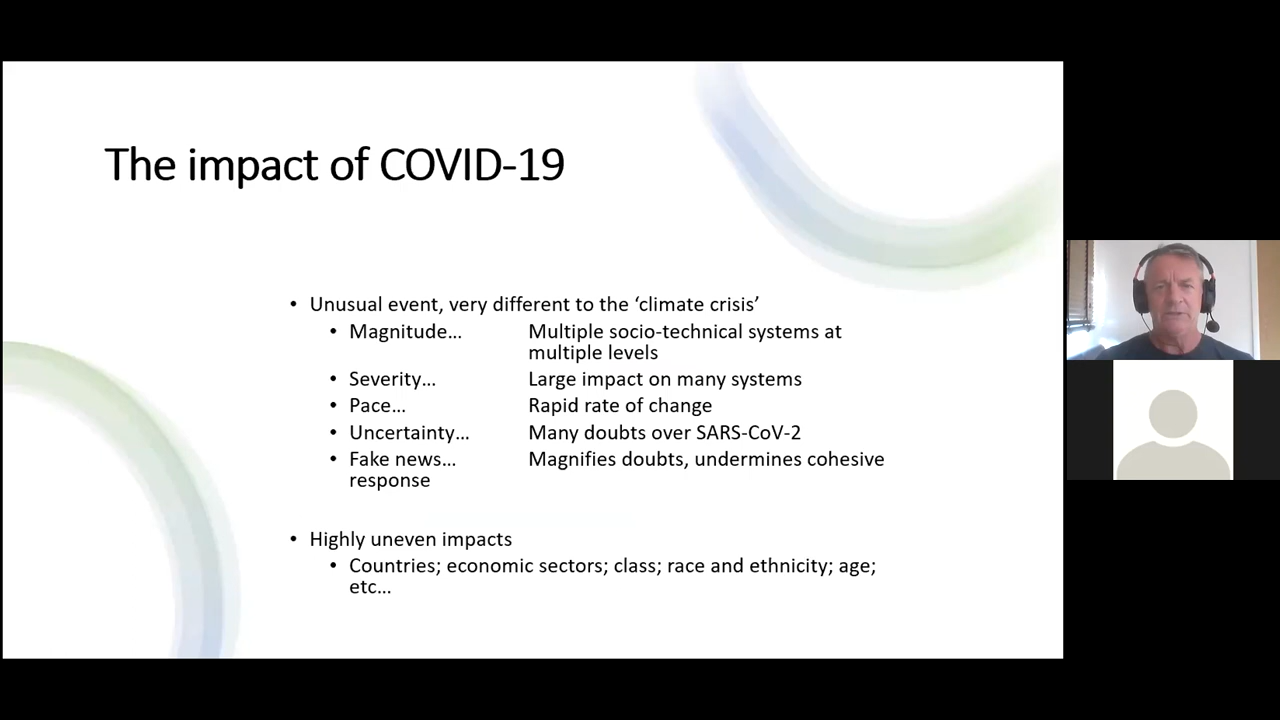 The impact of COVID-19
• Unusual event, very different to the ‘climate crisis’
• Magnitude… Multiple socio-technical systems at
multiple levels
• Severity… Large impact on many systems
• Pace… Rapid rate of change
• Uncertainty… Many doubts over SARS-CoV-2
• Fake news… Magnifies doubts, undermines cohesive
response
• Highly uneven impacts
• Countries; economic sectors; class; race and ethnicity; age;
etc…